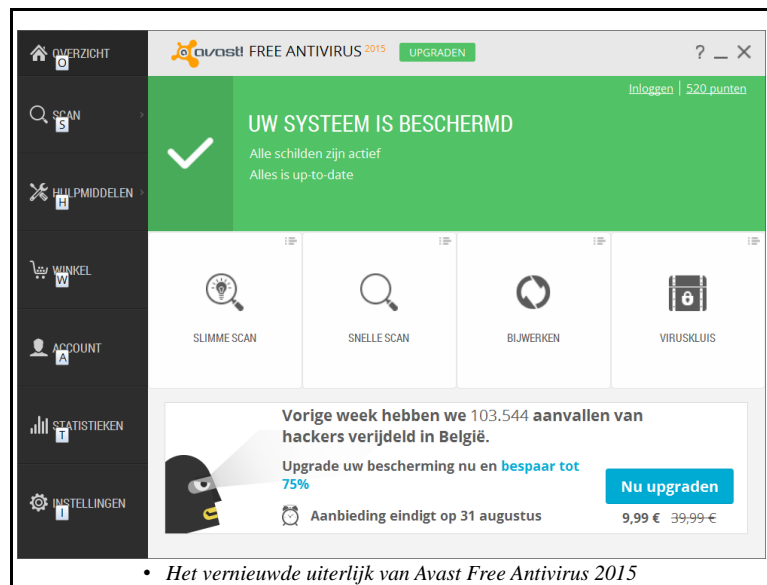 OVERZICHT
O
SCAN
S
HULPMIDDELEN
H
WINKEL
W
ACCOUNT
A
STATISTIEKEN
T
INSTELLINGEN
I
avast! FREE ANTIVIRUS 2015 UPGRADEN ?
Inloggen | 520 punten
UW SYSTEEM IS BESCHERMD
Alle schilden zijn actief
Alles is up-to-date
SLIMME SCAN
SNELLE SCAN
BIJWERKEN
VIRUSKLUIS
Vorige week hebben we 103.544 aanvallen van
hackers verijdeld in België.
Upgrade uw bescherming nu en bespaar tot
75%
Aanbieding eindigt op 31 augustus
Nu upgraden
9,99 € 39,99 €
• Het vernieuwde uiterlijk van Avast Free Antivirus 2015